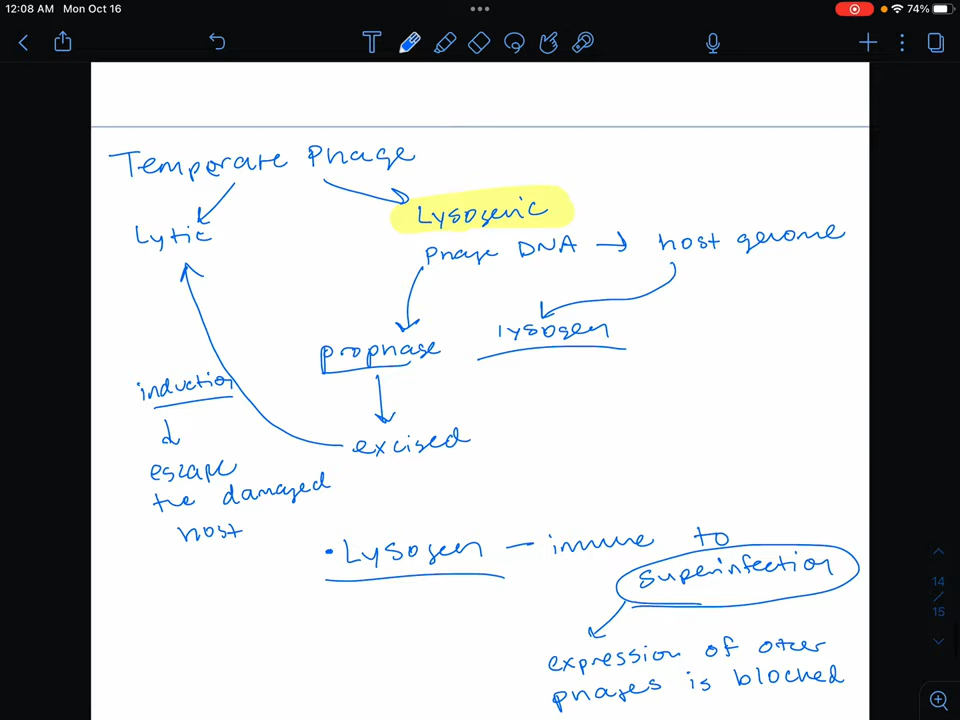 12:08 AM Mon Oct 16
74%
Temperate Phage
Lysogenic
Lytic
Phage DNA → host genome
lysogen
prophage
induction
excised
escape
the damaged
host
• Lysogen — immune to
superinfection
expression of other
phages is blocked
14
/
15